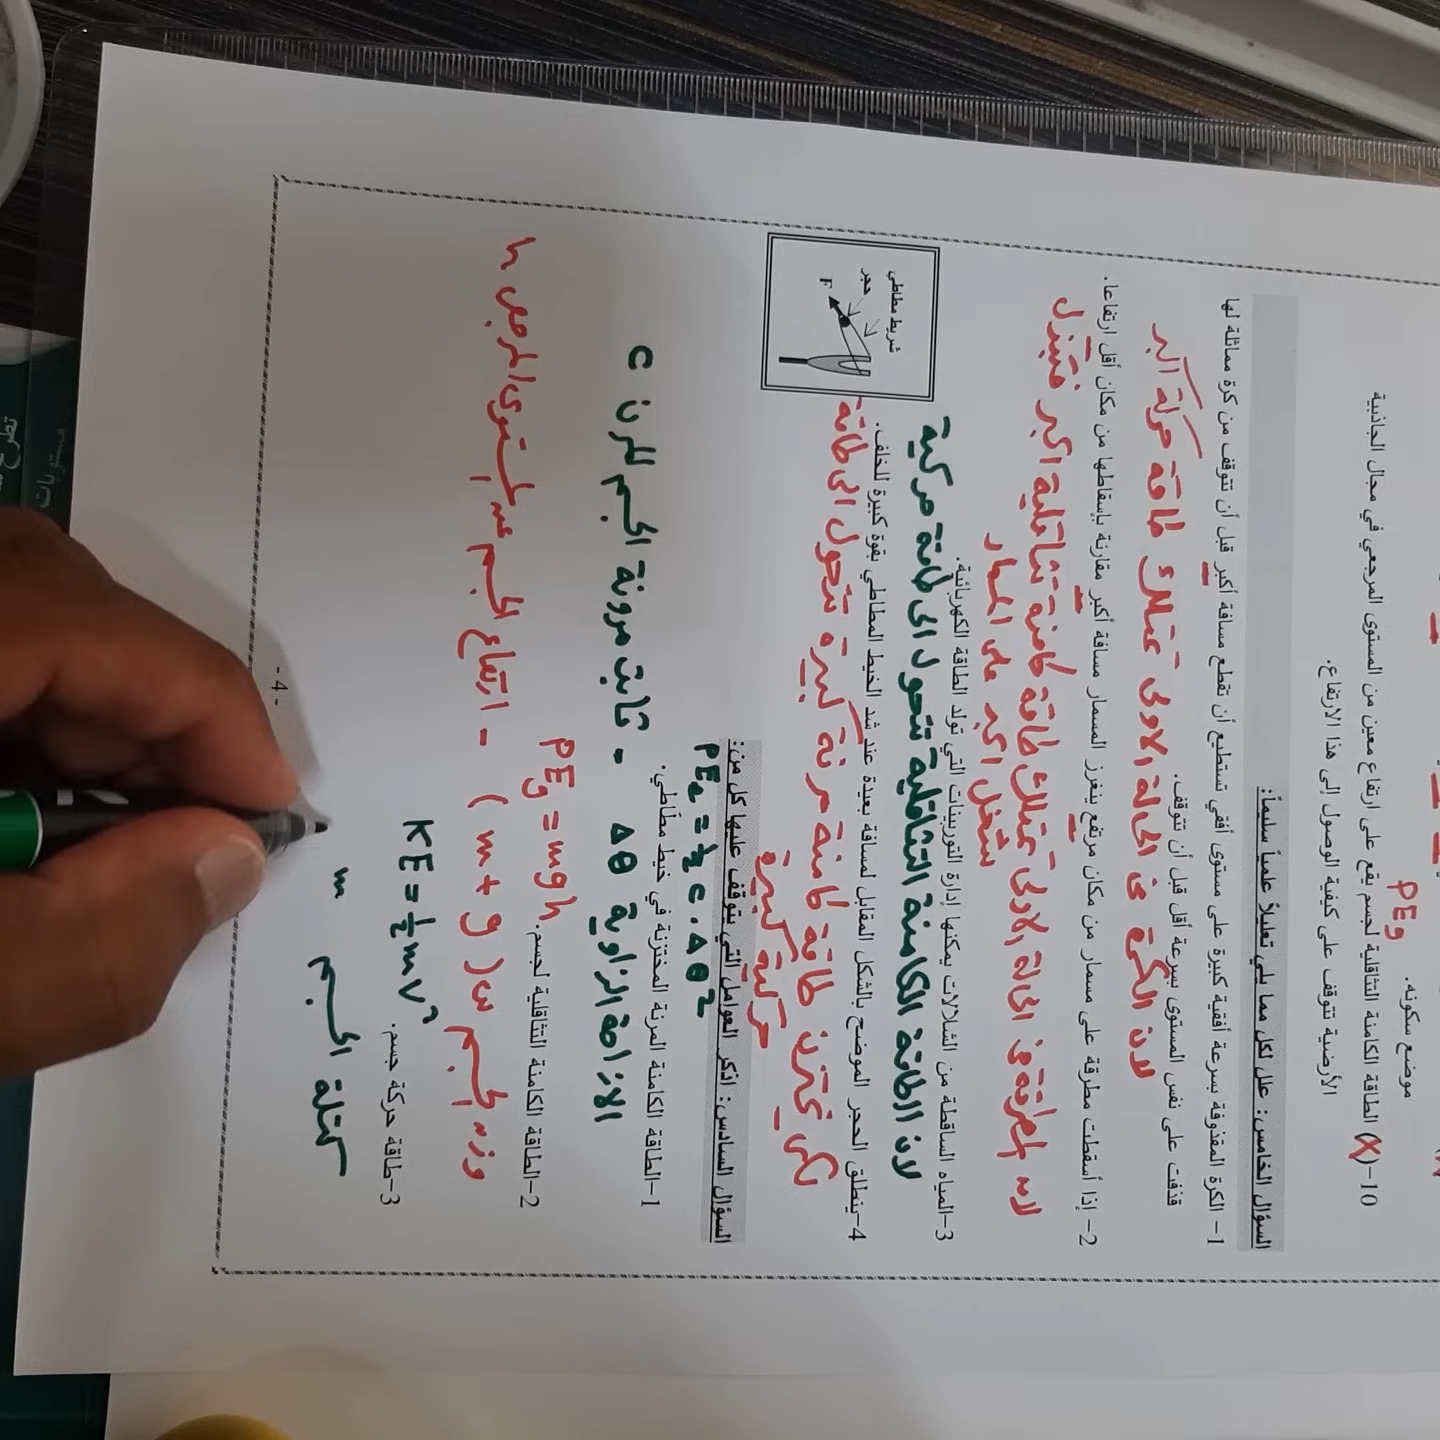 موضع سكونه.
PEg
10-(X) الطاقة الكامنة التثاقلية لجسم يقع على ارتفاع معين من المستوى المرجعي في مجال الجاذبية
الأرضية تتوقف على كيفية الوصول إلى هذا الارتفاع.
السؤال الخامس: علل لكل مما يلي تعليلاً علمياً سليماً:
1- الكرة المقذوفة بسرعة أفقية كبيرة على مستوى أفقي تستطيع أن تقطع مسافة أكبر قبل أن تتوقف من كرة مماثلة لها
قذفت على نفس المستوى بسرعة أقل قبل أن تتوقف.
لان الكرة فى الحالة الاولى تمتلك طاقة حركة اكبر
2- إذا أسقطت مطرقة على مسمار من مكان مرتفع ينغرز المسمار مسافة أكبر مقارنة بإسقاطها من مكان أقل ارتفاعا.
لان المطرقة فى الحالة الاولى تمتلك طاقة كامنة تثاقلية اكبر فتبذل
شغل اكبر على المسمار
3-المياه الساقطة من الشلالات يمكنها إدارة التوربينات التي تولد الطاقة الكهربائية.
لان الطاقة الكامنة التثاقلية تتحول الى طاقة حركية
4-ينطلق الحجر الموضح بالشكل المقابل لمسافة بعيدة عند شد الخيط المطاطي بقوة كبيرة للخلف.
لكى تختزن طاقة كامنة مرنة كبيرة تتحول الى طاقة
حركية كبيرة
شريط مطاطي
حجر
F
السؤال السادس: اذكر العوامل التي يتوقف عليها كل من:
PEe = ½ c . Δθ²
1-الطاقة الكامنة المرنة المختزنة في خيط مطاطي.
الازاحة الزاوية Δθ - ثابت مرونة الجسم المرن C
2-الطاقة الكامنة التثاقلية لجسم. PEg = mgh
وزن الجسم w (m + g) - ارتفاع الجسم عن المستوى المرجعى h
3-طاقة حركة جسم. KE = ½mv²
كتلة الجسم m
- 4 -